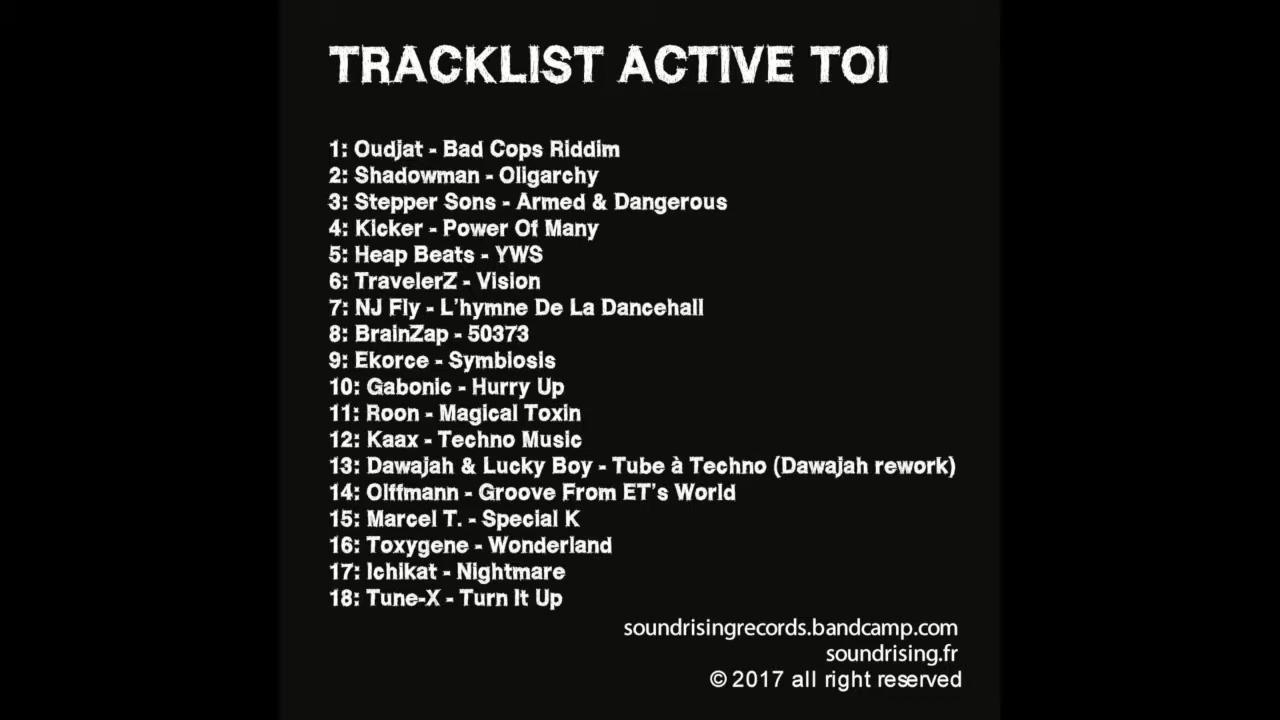 TRACKLIST ACTIVE TOI
1: Oudjat - Bad Cops Riddim
2: Shadowman - Oligarchy
3: Stepper Sons - Armed & Dangerous
4: Kicker - Power Of Many
5: Heap Beats - YWS
6: TravelerZ - Vision
7: NJ Fly - L'hymne De La Dancehall
8: BrainZap - 50373
9: Ekorce - Symbiosis
10: Gabonic - Hurry Up
11: Roon - Magical Toxin
12: Kaax - Techno Music
13: Dawajah & Lucky Boy - Tube à Techno (Dawajah rework)
14: Olffmann - Groove From ET's World
15: Marcel T. - Special K
16: Toxygene - Wonderland
17: Ichikat - Nightmare
18: Tune-X - Turn It Up
soundrisingrecords.bandcamp.com
soundrising.fr
© 2017 all right reserved